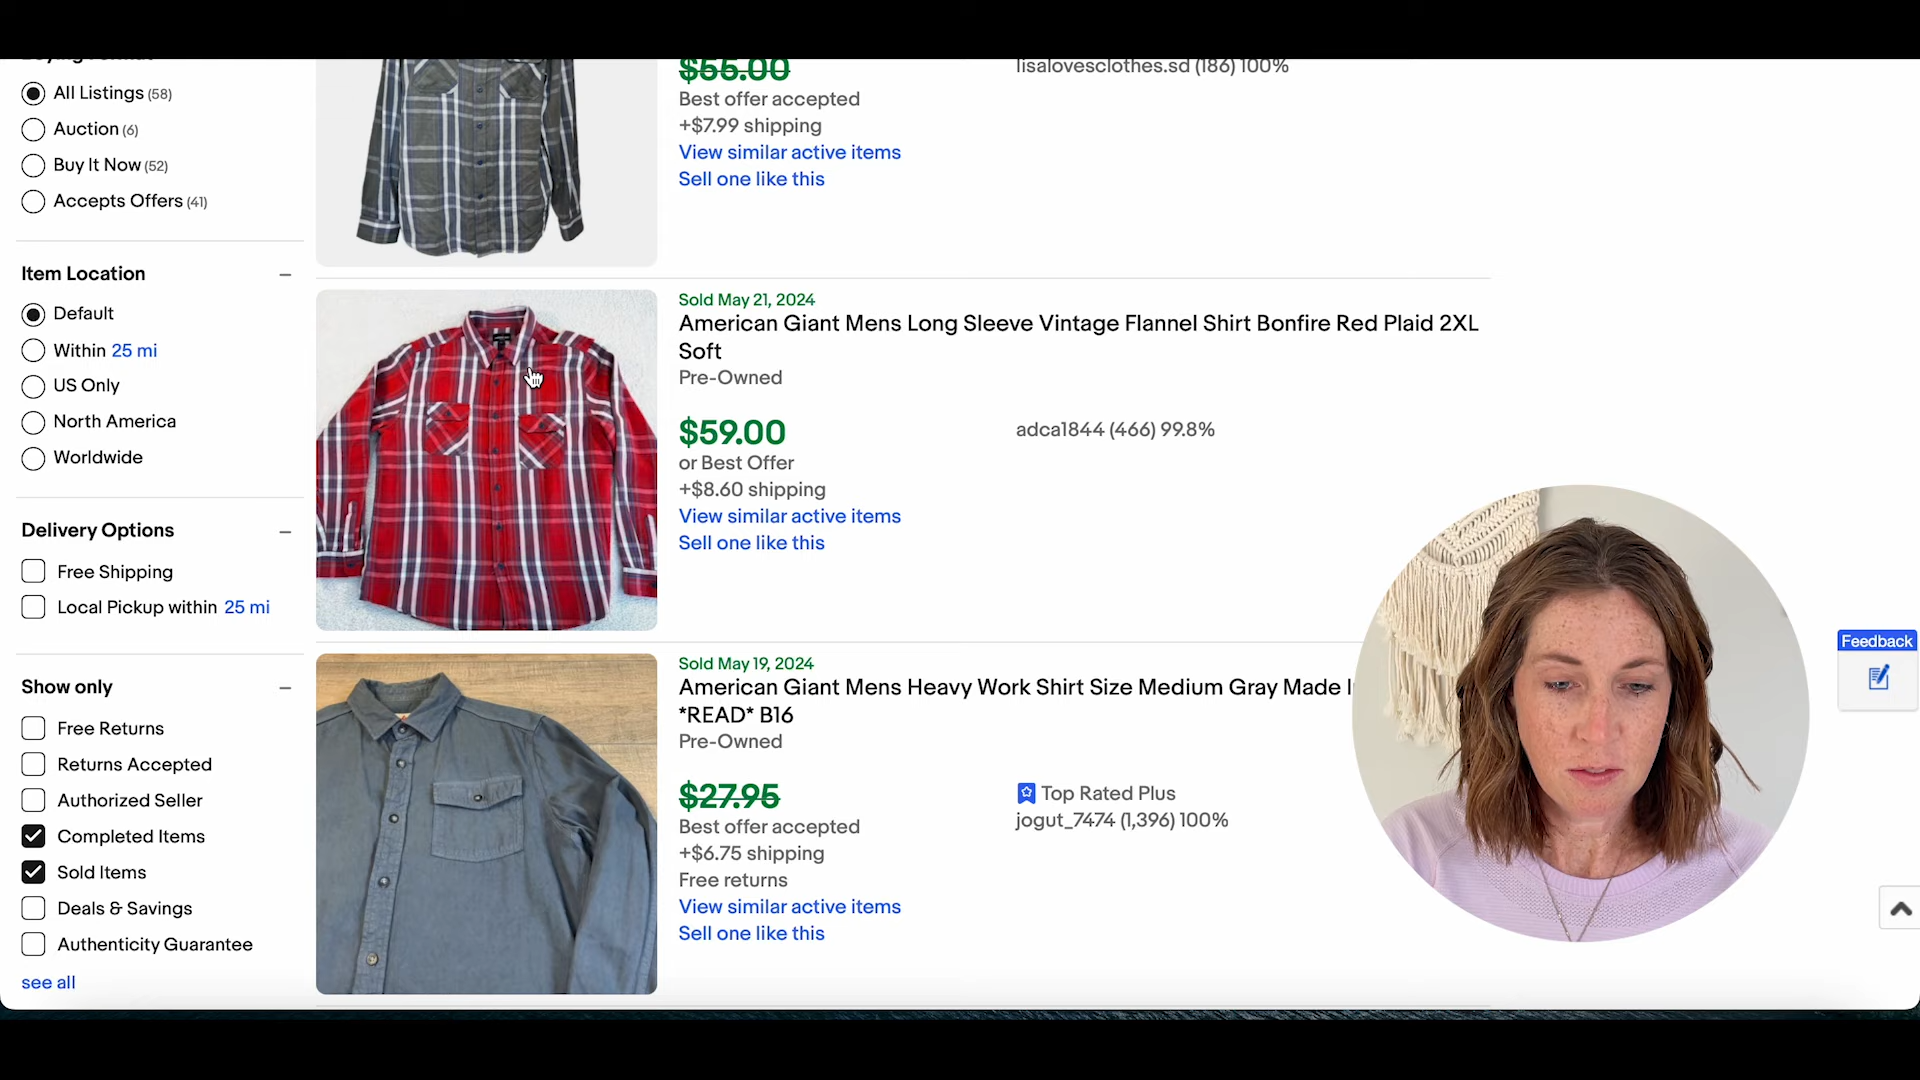 All Listings (58)
Auction (6)
Buy It Now (52)
Accepts Offers (41)
Item Location
Default
Within 25 mi
US Only
North America
Worldwide
Delivery Options
Free Shipping
Local Pickup within 25 mi
Show only
Free Returns
Returns Accepted
Authorized Seller
Completed Items
Sold Items
Deals & Savings
Authenticity Guarantee
see all
$55.00
Best offer accepted
+$7.99 shipping
View similar active items
Sell one like this
lisalovesclothes.sd (186) 100%
Sold May 21, 2024
American Giant Mens Long Sleeve Vintage Flannel Shirt Bonfire Red Plaid 2XL
Soft
Pre-Owned
$59.00
or Best Offer
+$8.60 shipping
View similar active items
Sell one like this
adca1844 (466) 99.8%
Sold May 19, 2024
American Giant Mens Heavy Work Shirt Size Medium Gray Made
*READ* B16
Pre-Owned
$27.95
Best offer accepted
+$6.75 shipping
Free returns
View similar active items
Sell one like this
Top Rated Plus
jogut_7474 (1,396) 100%
Feedback